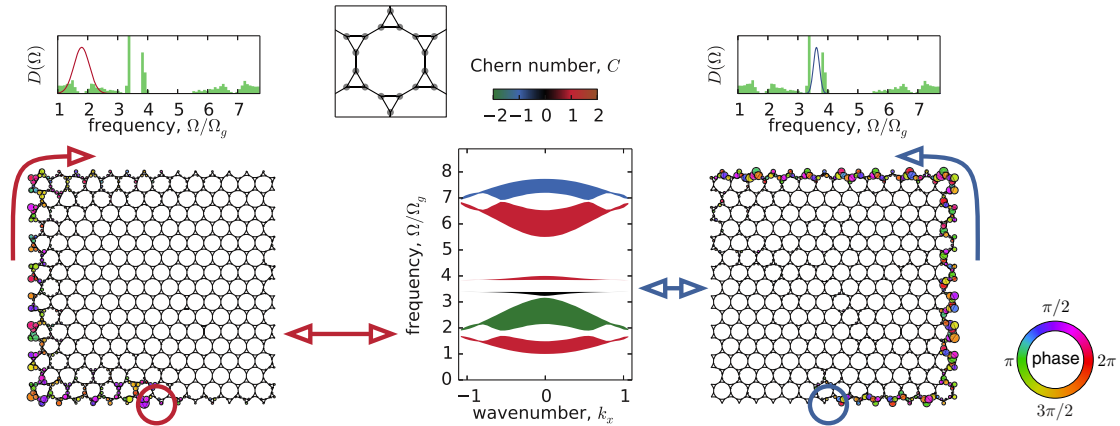 D(Ω)
1 2 3 4 5 6 7
frequency, Ω/Ω_g
Chern number, C
−2 −1 0 1 2
D(Ω)
1 2 3 4 5 6 7
frequency, Ω/Ω_g
frequency, Ω/Ω_g
8
7
6
5
4
3
2
1
0
−1 0 1
wavenumber, k_x
π/2
π phase 2π
3π/2